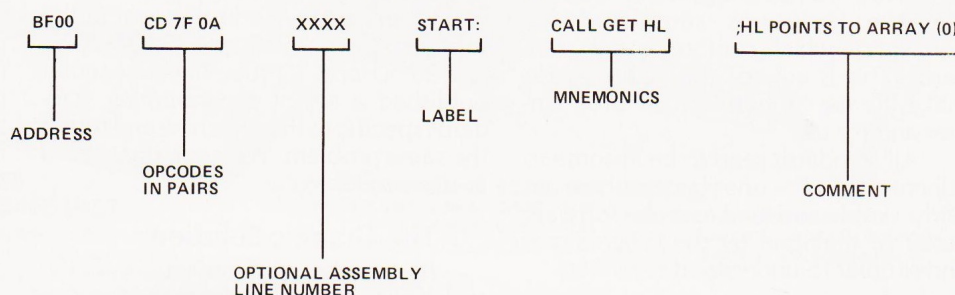 BF00 CD 7F 0A XXXX START: CALL GET HL ;HL POINTS TO ARRAY (0)
LABEL
MNEMONICS
ADDRESS
OPCODES
IN PAIRS
COMMENT
OPTIONAL ASSEMBLY
LINE NUMBER